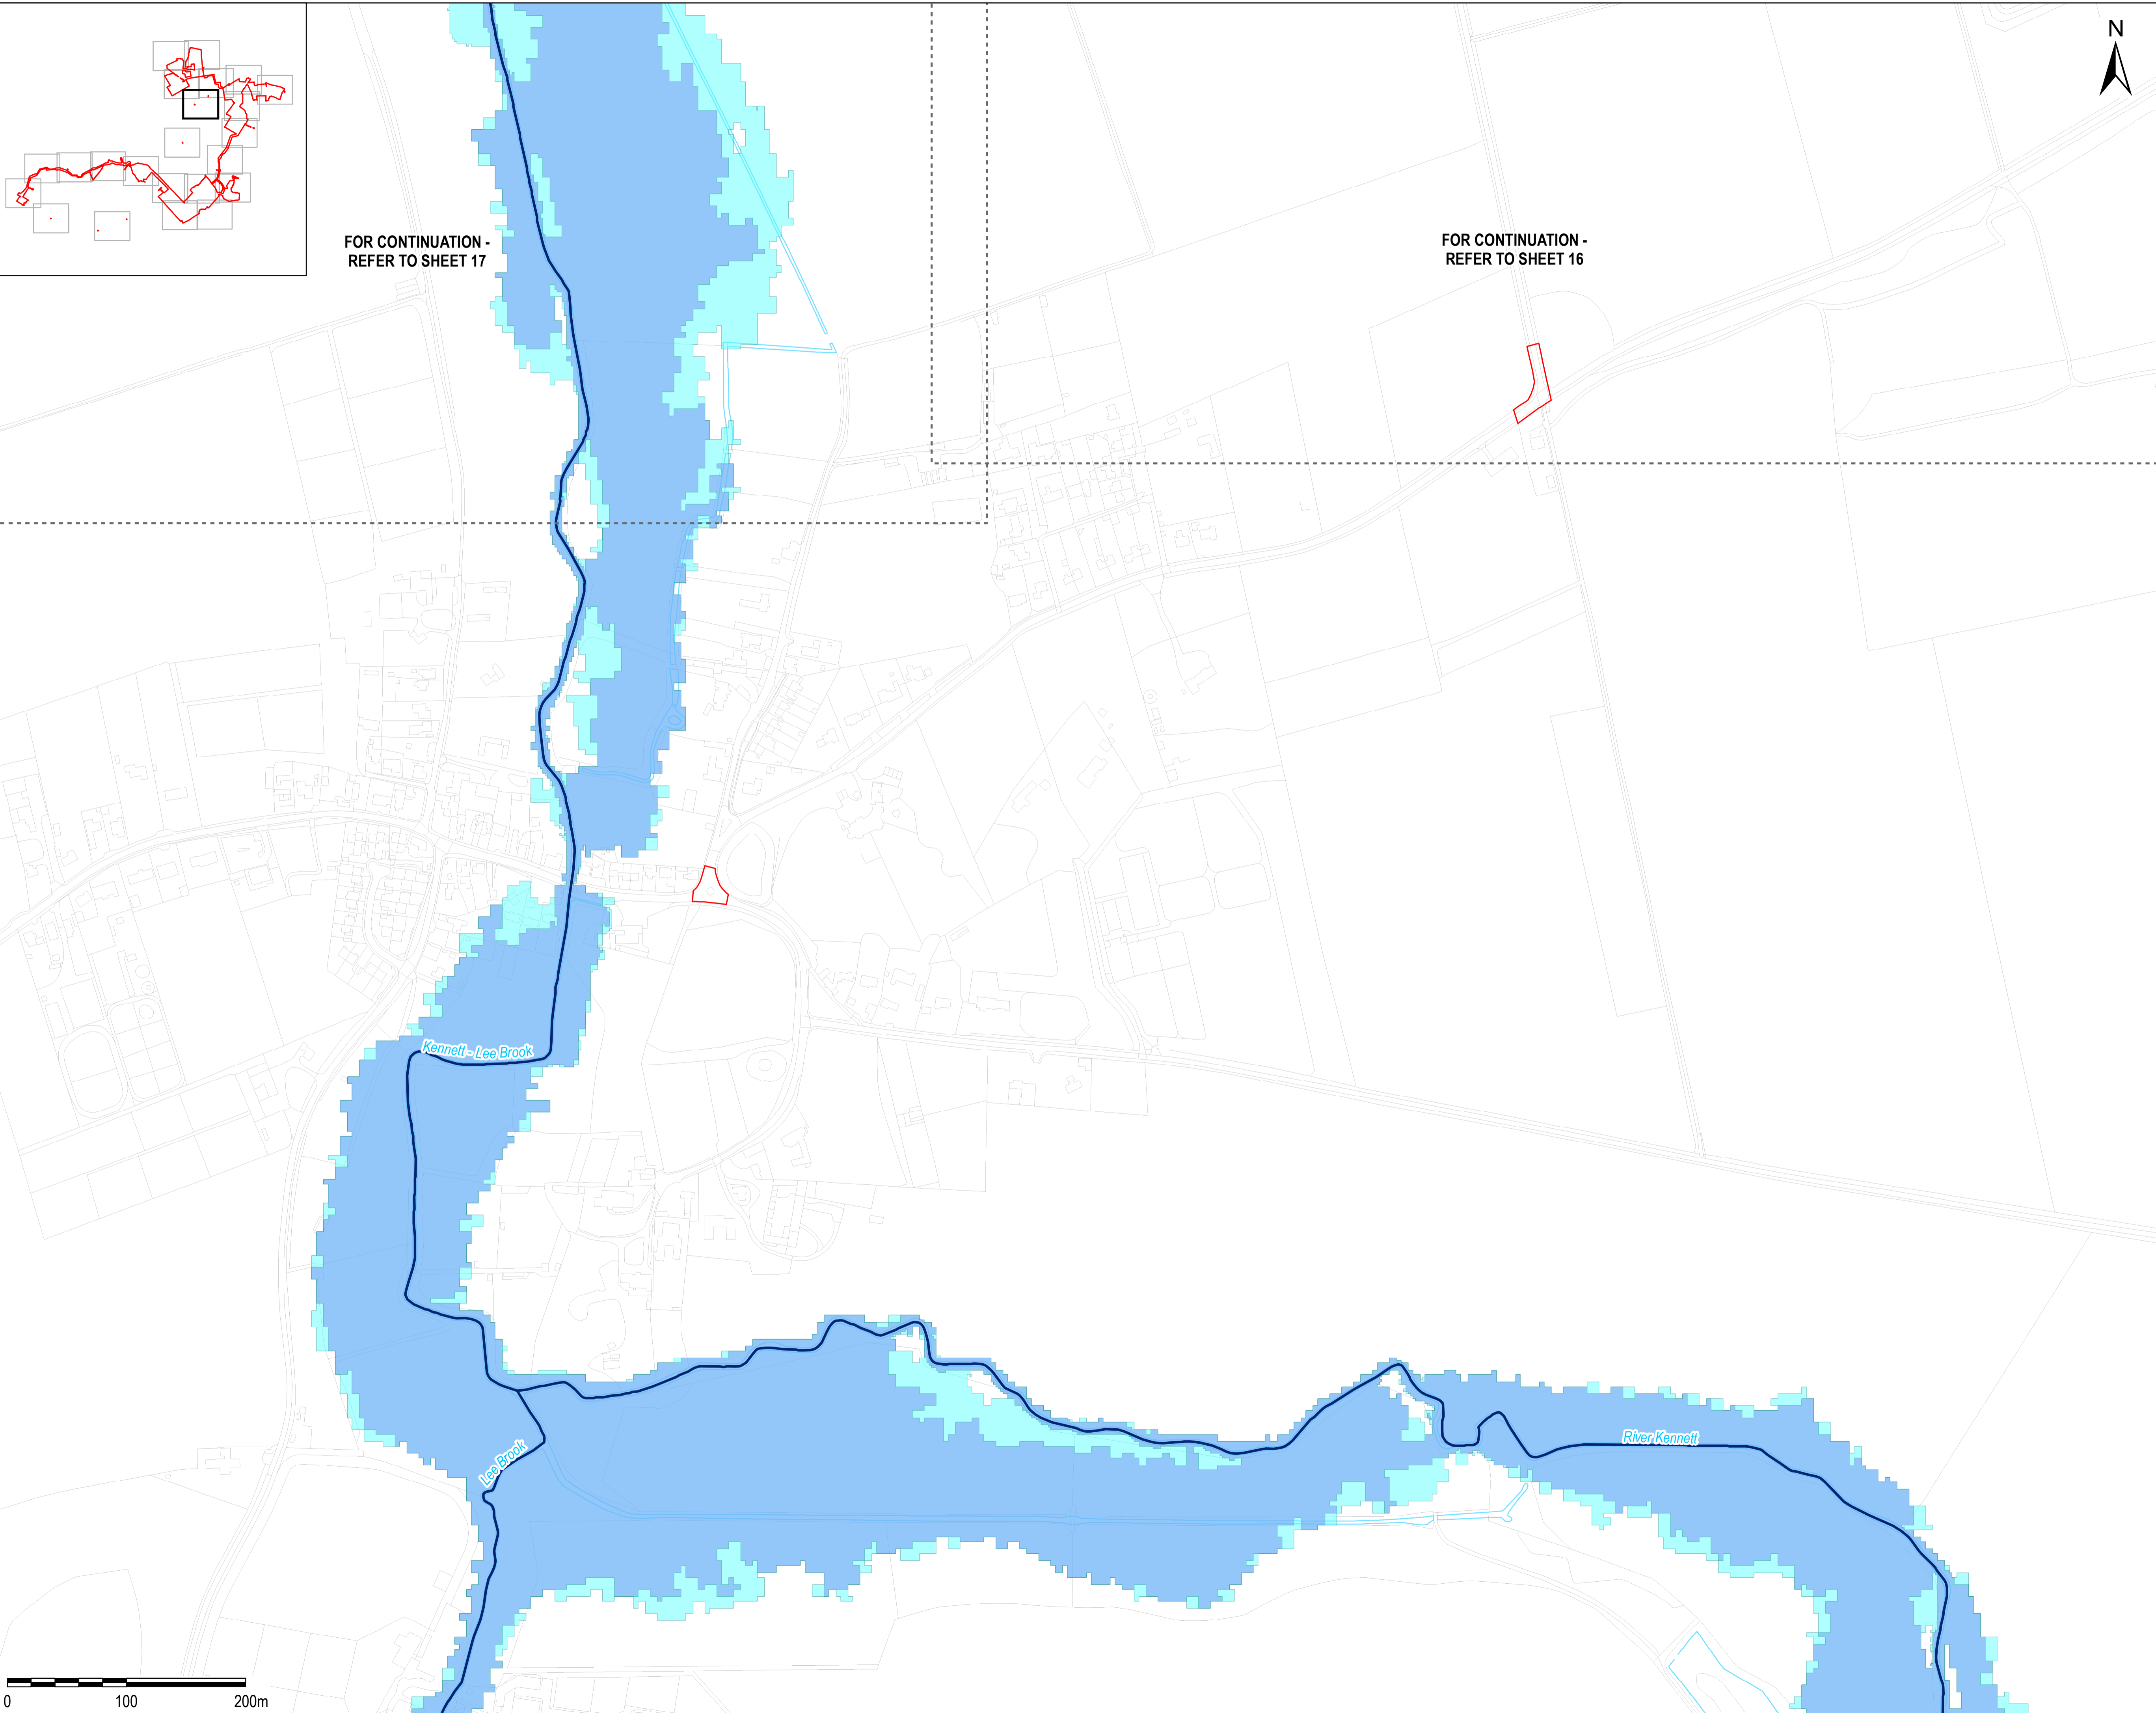 N
FOR CONTINUATION -
REFER TO SHEET 17
FOR CONTINUATION -
REFER TO SHEET 16
Kennett - Lee Brook
River Kennett
Lee Brook
0 100 200m